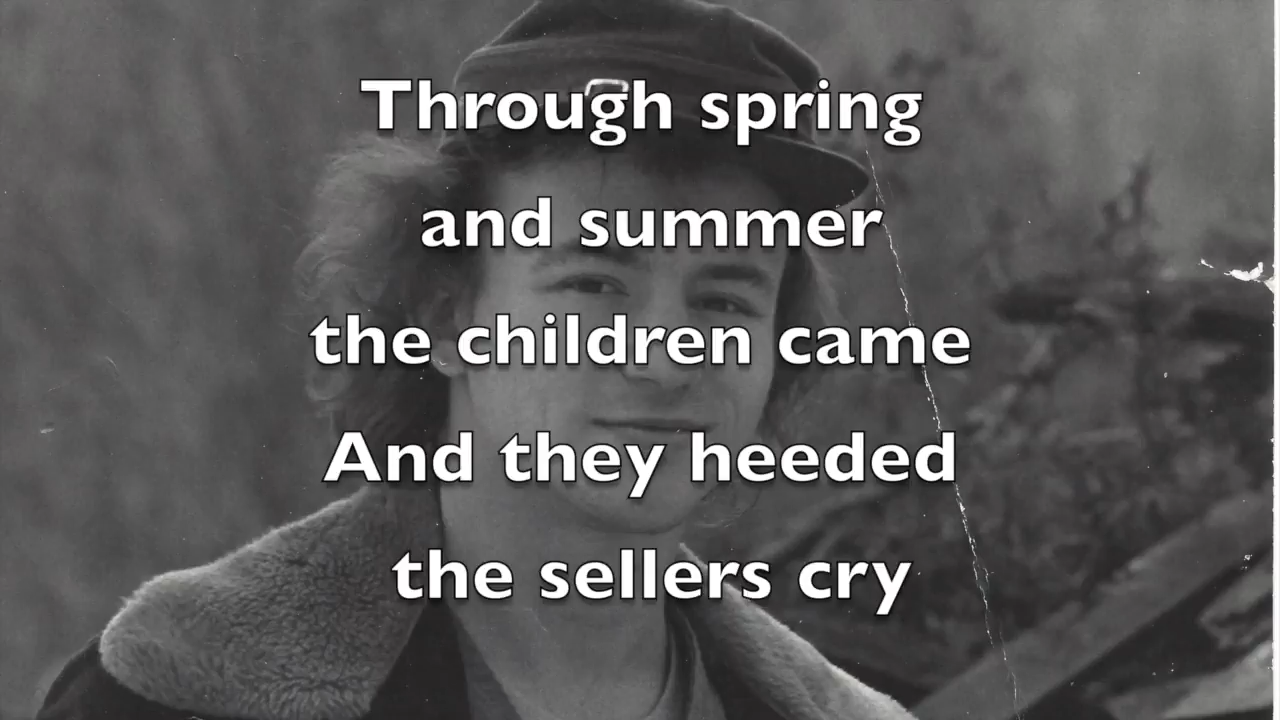 Through spring
and summer
the children came
And they heeded
the sellers cry